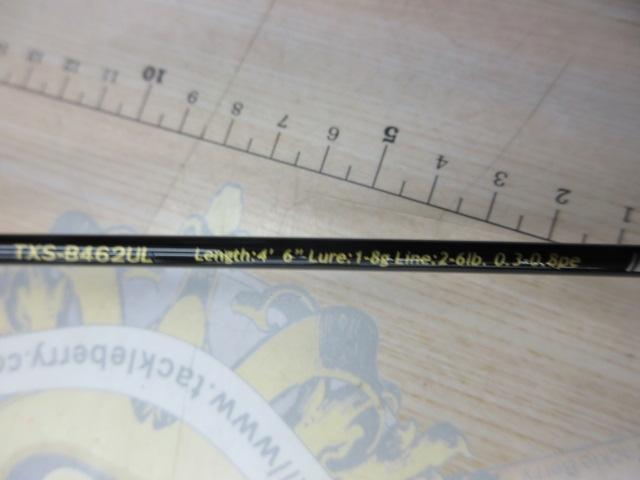 TXS-B462UL Length:4' 6" Lure:1-8g Line:2-6lb. 0.3-0.8pe
10 9 8 7 6 5 4 3 2 1
//www.tackleberry.co